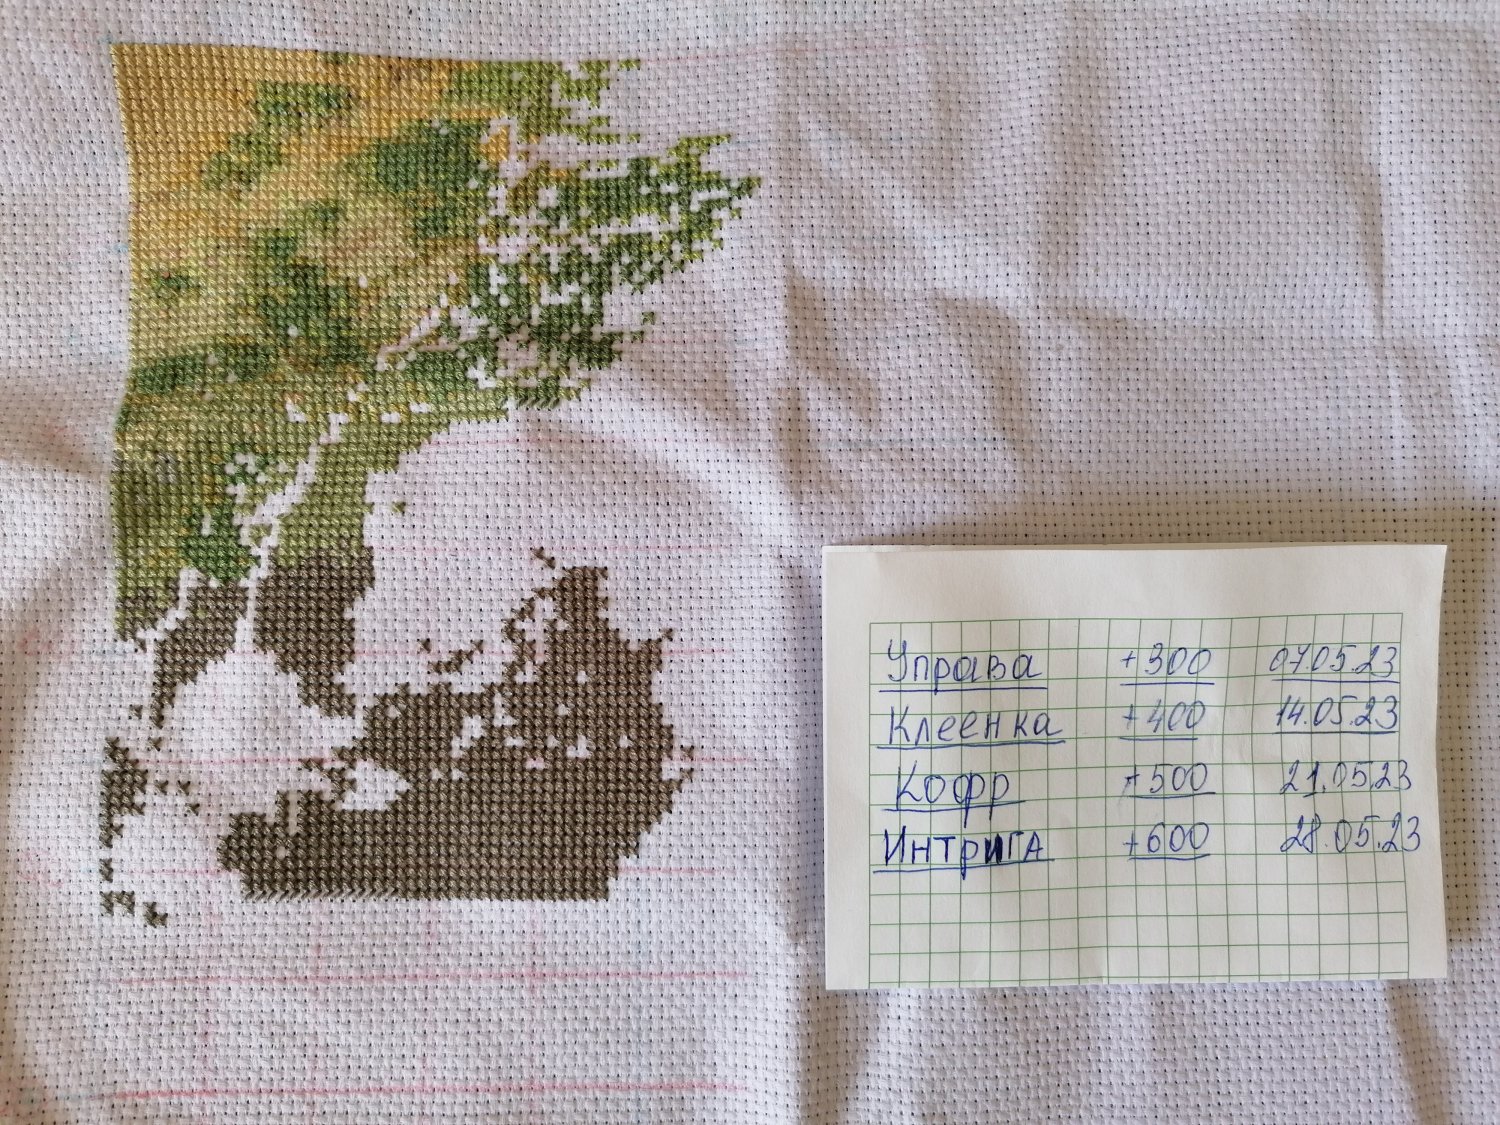 Управа +300 07.05.23
Клеенка +400 14.05.23
Кофр +500 21.05.23
ИНТРИГА +600 28.05.23